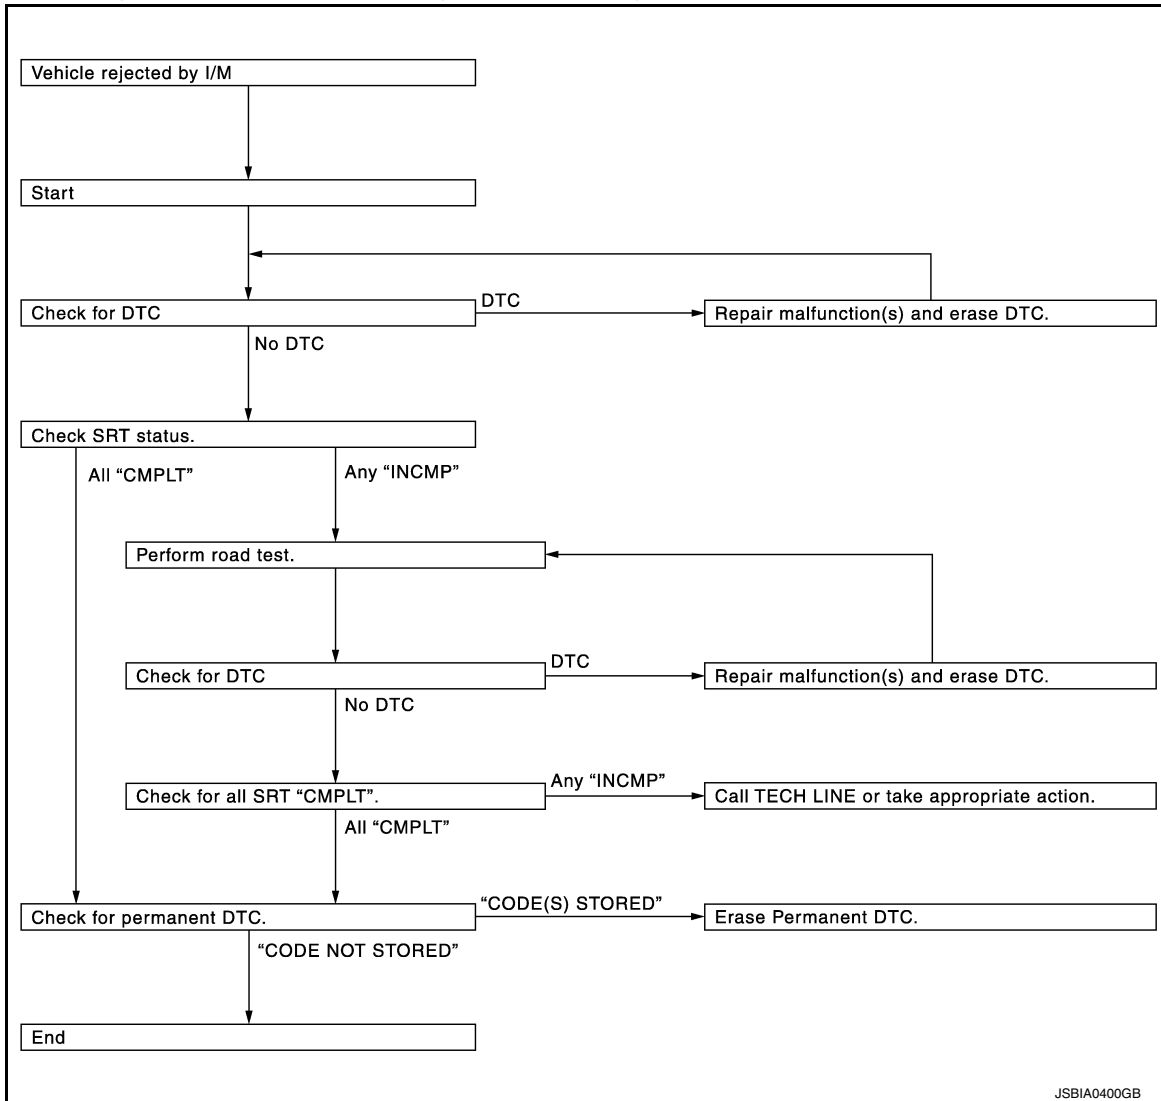 Vehicle rejected by I/M
Start
Check for DTC
DTC
Repair malfunction(s) and erase DTC.
No DTC
Check SRT status.
All “CMPLT”
Any “INCMP”
Perform road test.
Check for DTC
DTC
Repair malfunction(s) and erase DTC.
No DTC
Check for all SRT “CMPLT”.
Any “INCMP”
Call TECH LINE or take appropriate action.
All “CMPLT”
Check for permanent DTC.
“CODE(S) STORED”
Erase Permanent DTC.
“CODE NOT STORED”
End
JSBIA0400GB